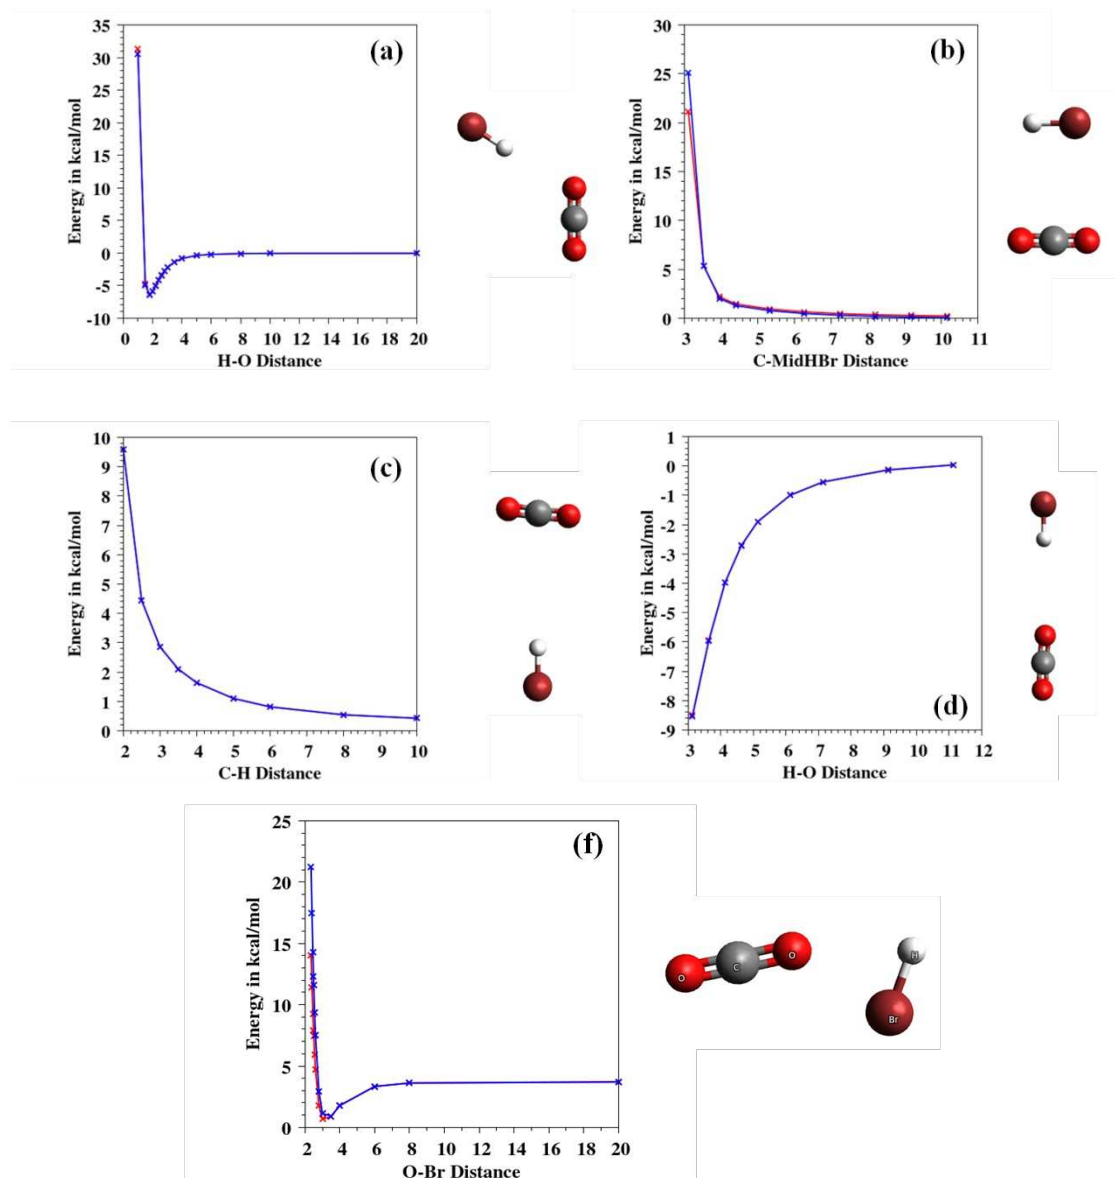 35
30
25
20
15
10
5
0
-5
-10
0 2 4 6 8 10 12 14 16 18 20
Energy in kcal/mol
H-O Distance
(a)
30
25
20
15
10
5
0
3 4 5 6 7 8 9 10 11
Energy in kcal/mol
C-MidHBr Distance
(b)
10
9
8
7
6
5
4
3
2
1
0
2 3 4 5 6 7 8 9 10
Energy in kcal/mol
C-H Distance
(c)
1
0
-1
-2
-3
-4
-5
-6
-7
-8
-9
3 4 5 6 7 8 9 10 11 12
Energy in kcal/mol
H-O Distance
(d)
25
20
15
10
5
0
2 4 6 8 10 12 14 16 18 20
Energy in kcal/mol
O-Br Distance
(f)
O C O H
Br